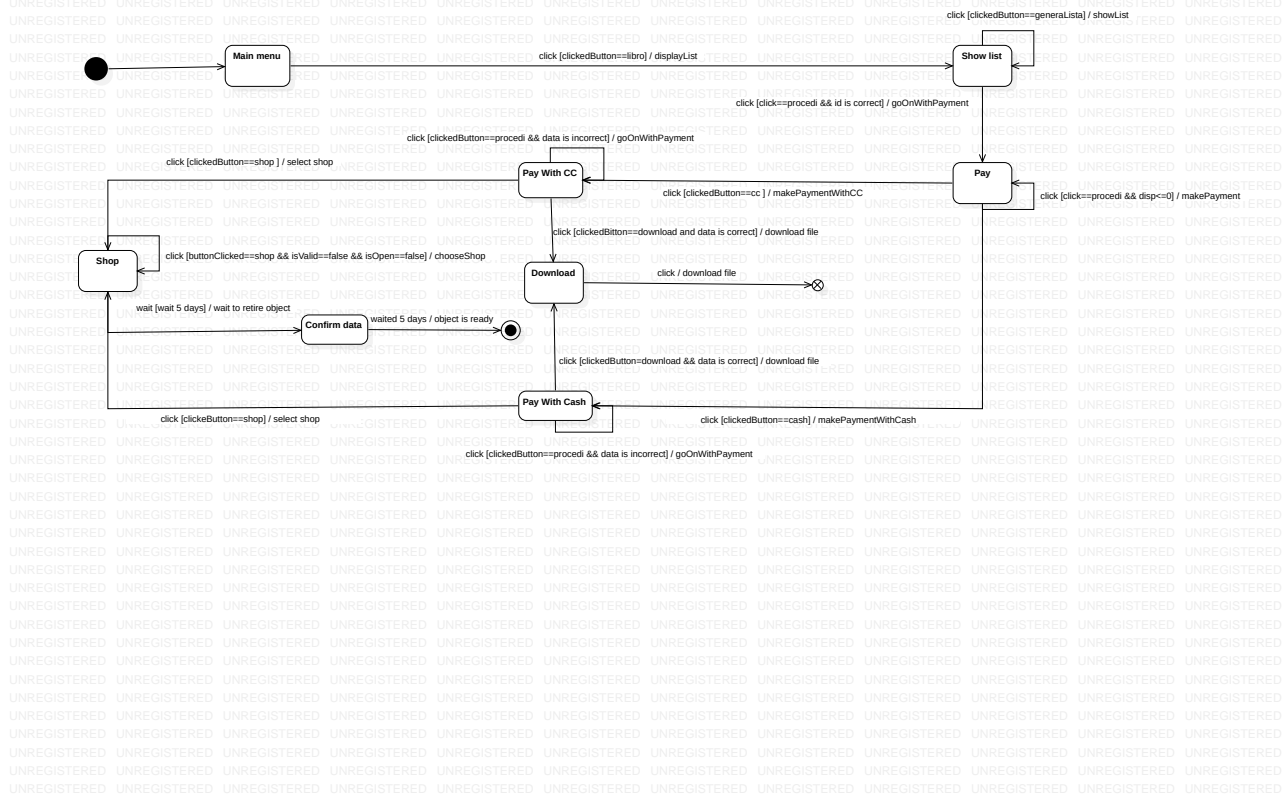 click [clickedButton==generaLista] / showList
Main menu
click [clickedButton==libro] / displayList
Show list
click [click==procedi && id is correct] / goOnWithPayment
click [clickedButton==procedi && data is incorrect] / goOnWithPayment
click [clickedButton==shop ] / select shop
Pay With CC
Pay
click [clickedButton==cc ] / makePaymentWithCC
click [click==procedi && disp<=0] / makePayment
click [clickedBitton==download and data is correct] / download file
click [buttonClicked==shop && isValid==false && isOpen==false] / chooseShop
Shop
Download
click / download file
wait [wait 5 days] / wait to retire object
Confirm data
waited 5 days / object is ready
click [clickedButton=download && data is correct] / download file
Pay With Cash
click [clickeButton==shop] / select shop
click [clickedButton==cash] / makePaymentWithCash
click [clickedButton==procedi && data is incorrect] / goOnWithPayment
UNREGISTERED